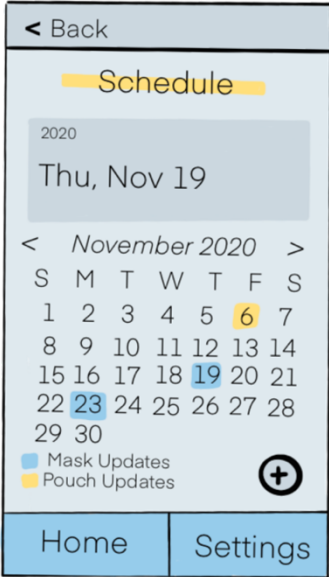 < Back
Schedule
2020
Thu, Nov 19
< November 2020 >
S M T W T F S
1 2 3 4 5 6 7
8 9 10 11 12 13 14
15 16 17 18 19 20 21
22 23 24 25 26 27 28
29 30
Mask Updates
Pouch Updates
+
Home Settings